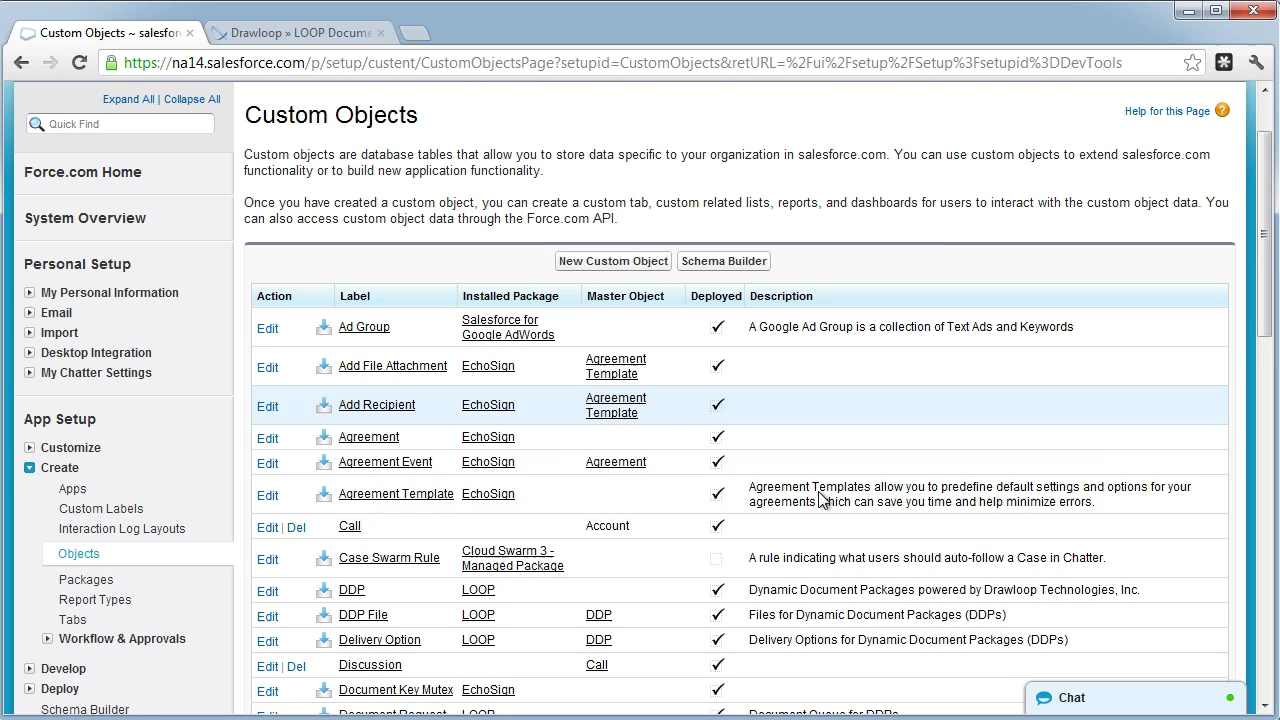 Custom Objects ~ salesfor
Drawloop » LOOP Docume
https://na14.salesforce.com/p/setup/custent/CustomObjectsPage?setupid=CustomObjects&retURL=%2Fui%2Fsetup%2FSetup%3Fsetupid%3DDevTools
Expand All | Collapse All
Quick Find
Force.com Home
System Overview
Personal Setup
My Personal Information
Email
Import
Desktop Integration
My Chatter Settings
App Setup
Customize
Create
Apps
Custom Labels
Interaction Log Layouts
Objects
Packages
Report Types
Tabs
Workflow & Approvals
Develop
Deploy
Schema Builder
Custom Objects
Help for this Page
Custom objects are database tables that allow you to store data specific to your organization in salesforce.com. You can use custom objects to extend salesforce.com
functionality or to build new application functionality.
Once you have created a custom object, you can create a custom tab, custom related lists, reports, and dashboards for users to interact with the custom object data. You
can also access custom object data through the Force.com API.
New Custom Object Schema Builder
Action Label Installed Package Master Object Deployed Description
Edit Ad Group Salesforce for Google AdWords A Google Ad Group is a collection of Text Ads and Keywords
Edit Add File Attachment EchoSign Agreement Template
Edit Add Recipient EchoSign Agreement Template
Edit Agreement EchoSign
Edit Agreement Event EchoSign Agreement
Edit Agreement Template EchoSign Agreement Templates allow you to predefine default settings and options for your
agreements which can save you time and help minimize errors.
Edit | Del Call Account
Edit Case Swarm Rule Cloud Swarm 3 - Managed Package A rule indicating what users should auto-follow a Case in Chatter.
Edit DDP LOOP Dynamic Document Packages powered by Drawloop Technologies, Inc.
Edit DDP File LOOP DDP Files for Dynamic Document Packages (DDPs)
Edit Delivery Option LOOP DDP Delivery Options for Dynamic Document Packages (DDPs)
Edit | Del Discussion Call
Edit Document Key Mutex EchoSign
Document Request LOOP Document Queue for DDPs
Chat